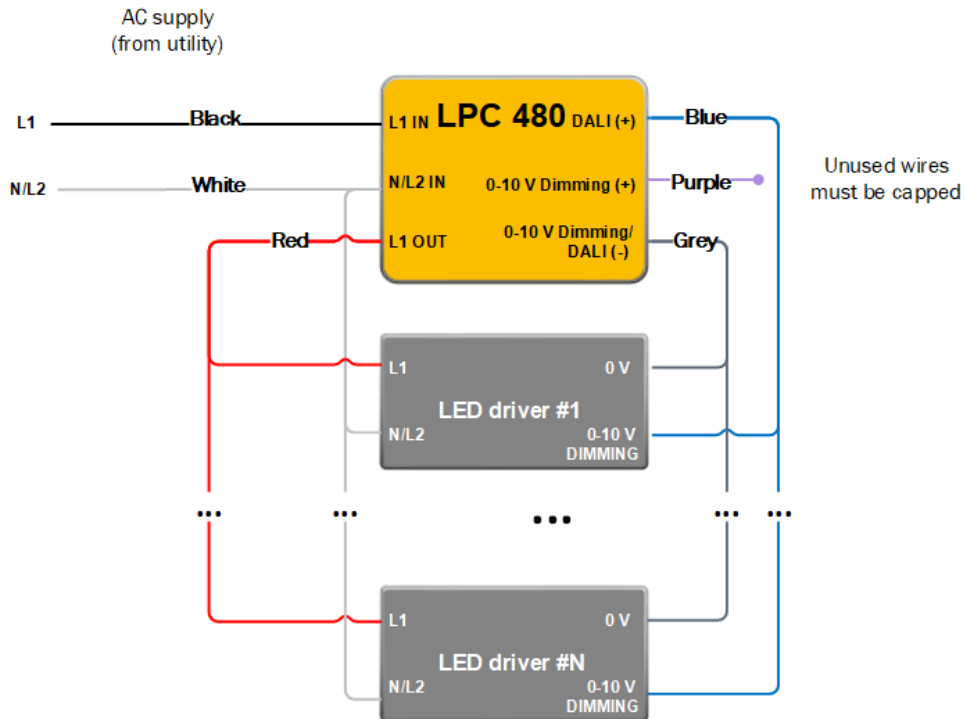 AC supply
(from utility)
L1
Black
L1 IN
LPC 480
DALI (+)
Blue
N/L2
White
N/L2 IN
0-10 V Dimming (+)
Purple
Unused wires
must be capped
Red
L1 OUT
0-10 V Dimming/
DALI (-)
Grey
L1
0 V
LED driver #1
N/L2
0-10 V
DIMMING
...
...
...
...
...
L1
0 V
LED driver #N
N/L2
0-10 V
DIMMING